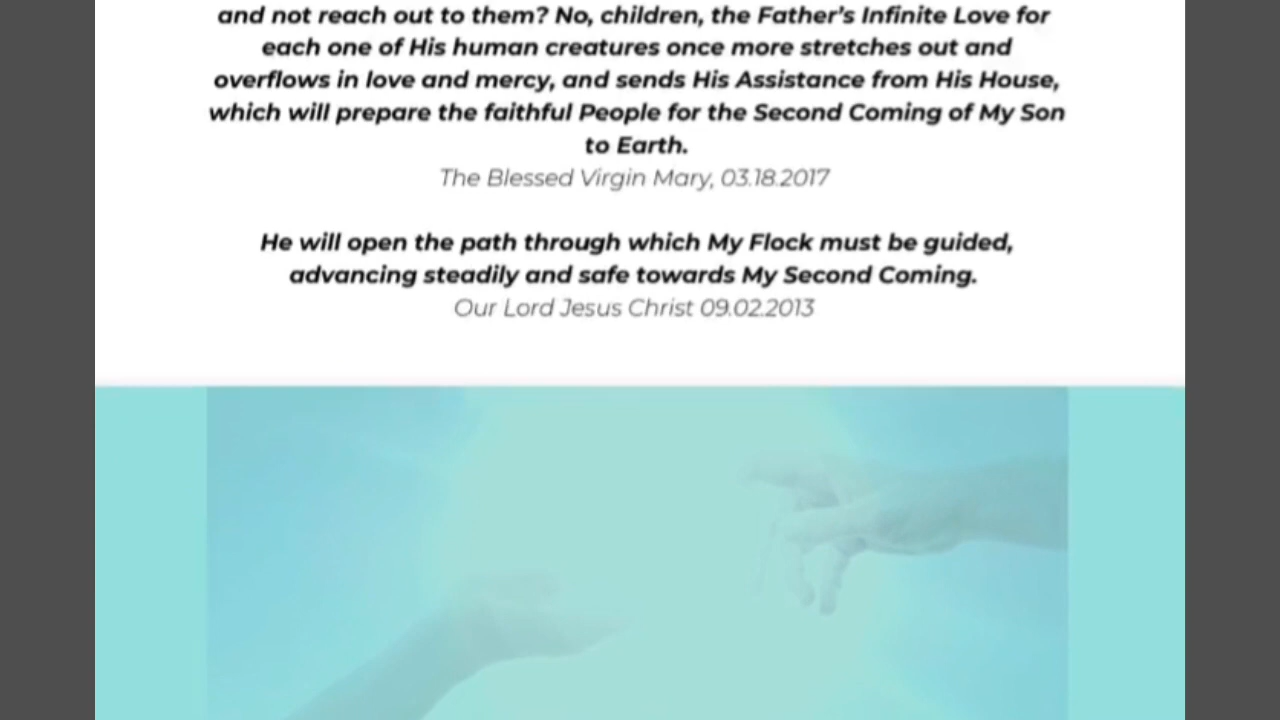 and not reach out to them? No, children, the Father's Infinite Love for
each one of His human creatures once more stretches out and
overflows in love and mercy, and sends His Assistance from His House,
which will prepare the faithful People for the Second Coming of My Son
to Earth.
The Blessed Virgin Mary, 03.18.2017
He will open the path through which My Flock must be guided,
advancing steadily and safe towards My Second Coming.
Our Lord Jesus Christ 09.02.2013